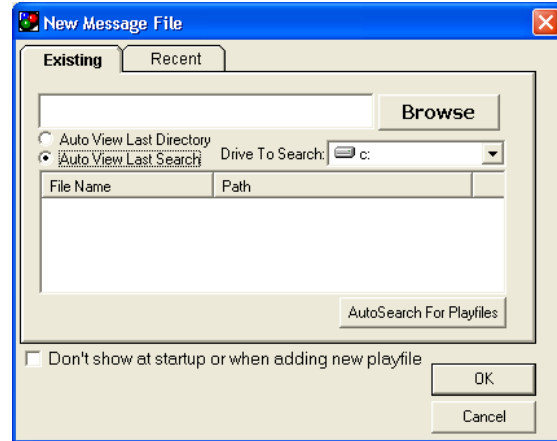 New Message File
Existing Recent
Browse
Auto View Last Directory
Auto View Last Search Drive To Search: c:
File Name Path
AutoSearch For Playfiles
Don't show at startup or when adding new playfile
OK
Cancel